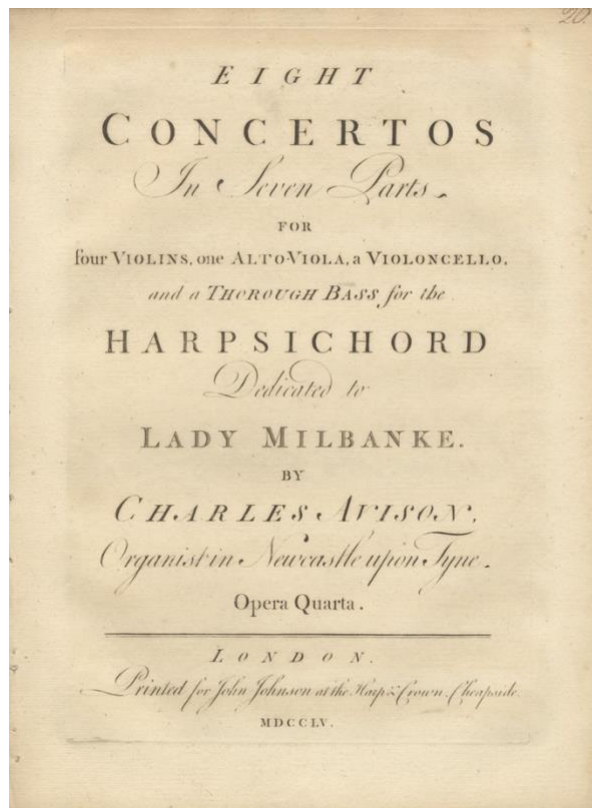 20.
EIGHT
CONCERTOS
In Seven Parts.
FOR
four VIOLINS, one ALTO-VIOLA, a VIOLONCELLO,
and a THOROUGH BASS for the
HARPSICHORD
Dedicated to
LADY MILBANKE.
BY
CHARLES AVISON,
Organist in Newcastle upon Tyne.
Opera Quarta.
LONDON.
Printed for John Johnson at the Harp & Crown, Cheapside.
MDCCLV.